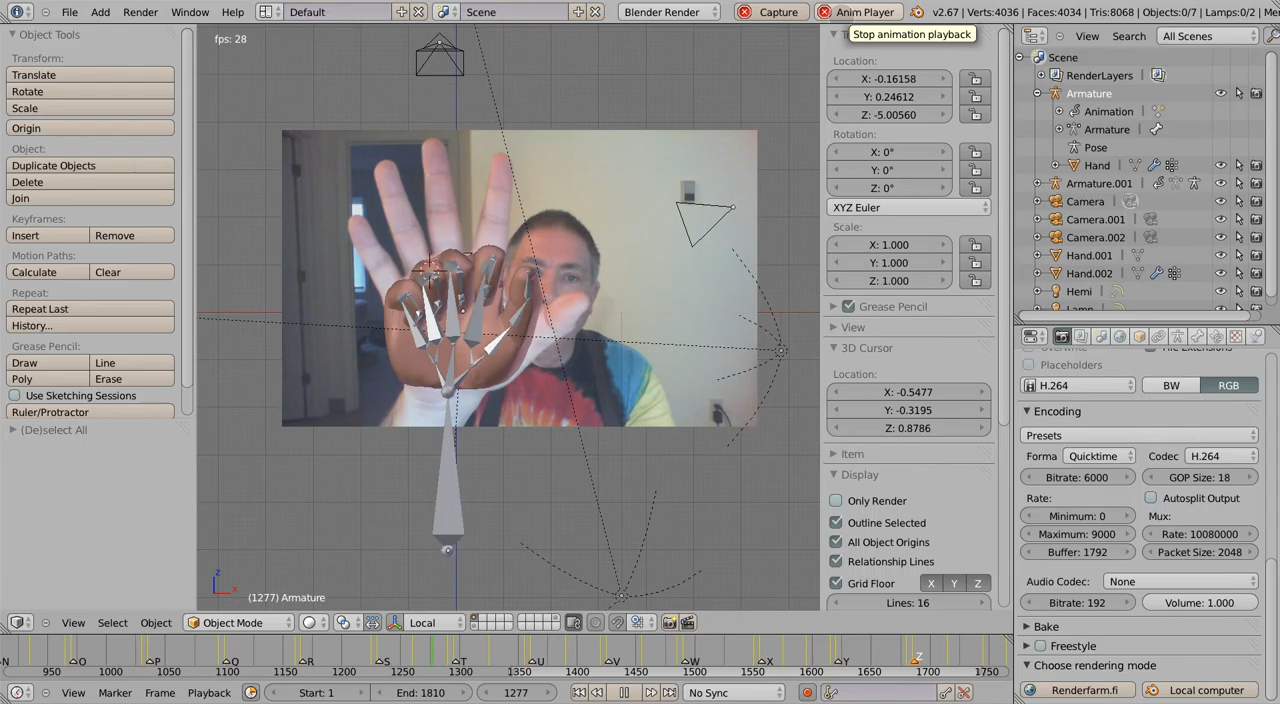 File Add Render Window Help Default Scene Blender Render Capture Anim Player v2.67 | Verts:4036 | Faces:4034 | Tris:8068 | Objects:0/7 | Lamps:0/2 | Me
Stop animation playback
Object Tools
Transform:
Translate
Rotate
Scale
Origin
Object:
Duplicate Objects
Delete
Join
Keyframes:
Insert Remove
Motion Paths:
Calculate Clear
Repeat:
Repeat Last
History...
Grease Pencil:
Draw Line
Poly Erase
Use Sketching Sessions
Ruler/Protractor
(De)select All
fps: 28
z
x
(1277) Armature
Location:
X: -0.16158
Y: 0.24612
Z: -5.00560
Rotation:
X: 0°
Y: 0°
Z: 0°
XYZ Euler
Scale:
X: 1.000
Y: 1.000
Z: 1.000
Grease Pencil
View
3D Cursor
Location:
X: -0.5477
Y: -0.3195
Z: 0.8786
Item
Display
Only Render
Outline Selected
All Object Origins
Relationship Lines
Grid Floor X Y Z
Lines: 16
View Search All Scenes
Scene
RenderLayers
Armature
Animation
Armature
Pose
Hand
Armature.001
Camera
Camera.001
Camera.002
Hand.001
Hand.002
Hemi
Placeholders
H.264 BW RGB
Encoding
Presets
Forma Quicktime Codec H.264
Bitrate: 6000 GOP Size: 18
Rate: Autosplit Output
Minimum: 0 Mux:
Maximum: 9000 Rate: 10080000
Buffer: 1792 Packet Size: 2048
Audio Codec: None
Bitrate: 192 Volume: 1.000
Bake
Freestyle
Choose rendering mode
Renderfarm.fi Local computer
View Select Object Object Mode Local
N O P Q R S T U V W X Y Z
950 1000 1050 1100 1150 1200 1250 1300 1350 1400 1450 1500 1550 1600 1650 1700 1750
View Marker Frame Playback Start: 1 End: 1810 1277 No Sync